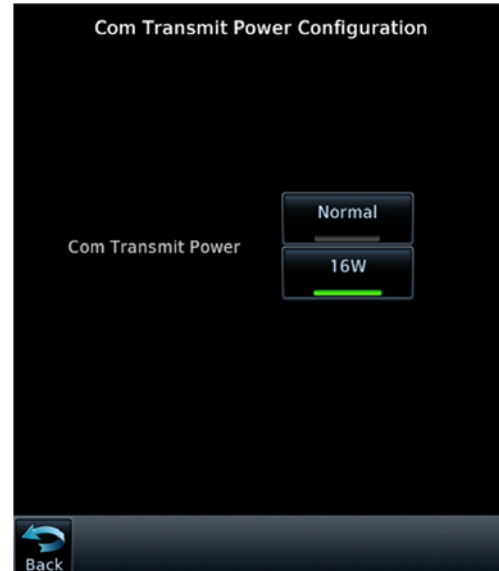 Com Transmit Power Configuration
Normal
Com Transmit Power
16W
Back